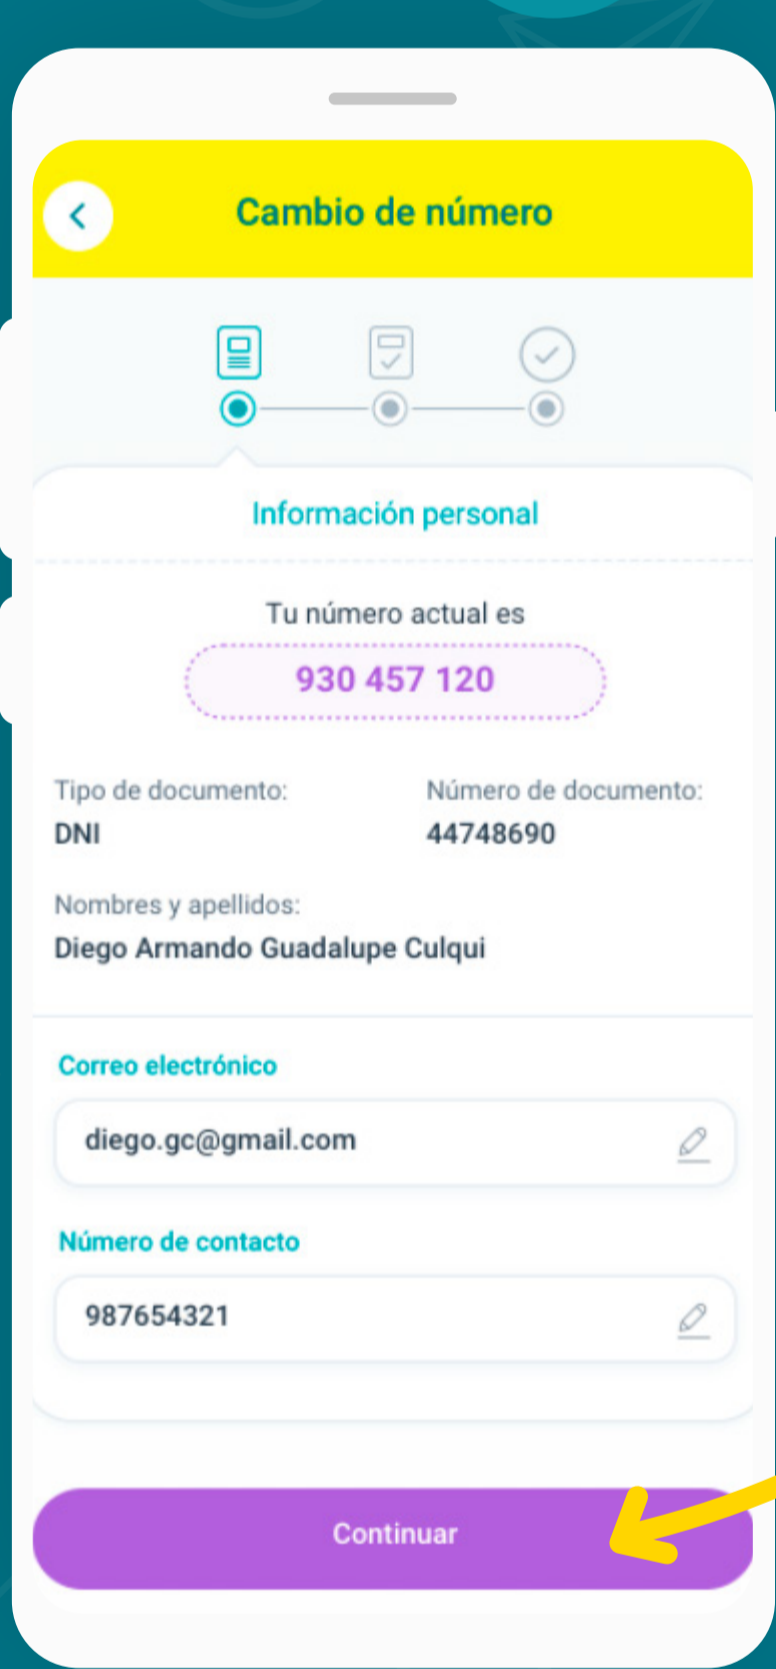 Cambio de número
Información personal
Tu número actual es
930 457 120
Tipo de documento:
DNI
Número de documento:
44748690
Nombres y apellidos:
Diego Armando Guadalupe Culqui
Correo electrónico
diego.gc@gmail.com
Número de contacto
987654321
Continuar